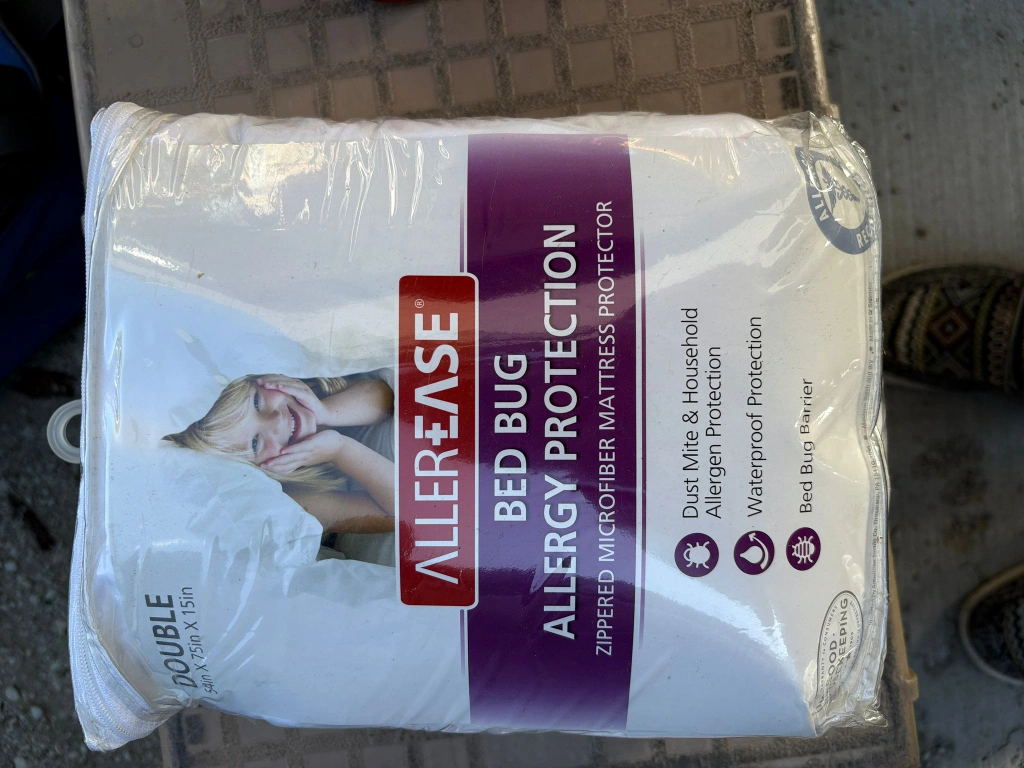 DOUBLE
54in X 75in X 15in
ALLEREASE®
BED BUG
ALLERGY PROTECTION
ZIPPERED MICROFIBER MATTRESS PROTECTOR
Dust Mite & Household
Allergen Protection
Waterproof Protection
Bed Bug Barrier